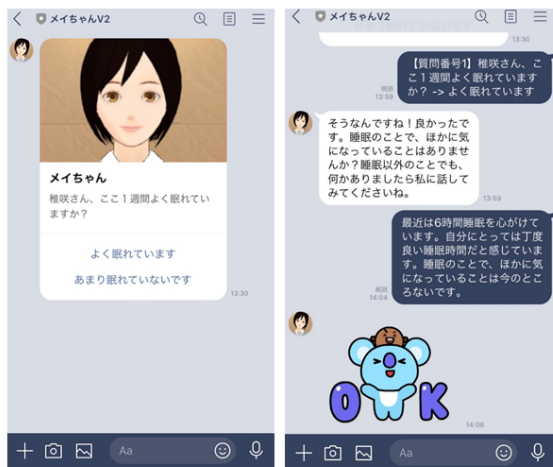 メイちゃんV2
メイちゃん
稚咲さん、ここ1週間よく眠れてい
ますか？
よく眠れています
あまり眠れていないです
13:30
Aa
メイちゃんV2
13:30
【質問番号1】稚咲さん、こ
こ1週間よく眠れています
か？ -> よく眠れています
既読
13:59
そうなんですね！良かったで
す。睡眠のことで、ほかに気
になっていることはありませ
んか？睡眠以外のことでも、
何かありましたら私に話して
みてくださいね。
13:59
最近は6時間睡眠を心がけて
います。自分にとっては丁度
良い睡眠時間だと感じていま
す。睡眠のことで、ほかに気
になっていることは今のとこ
ろないです。
既読
14:04
OK
14:06
Aa